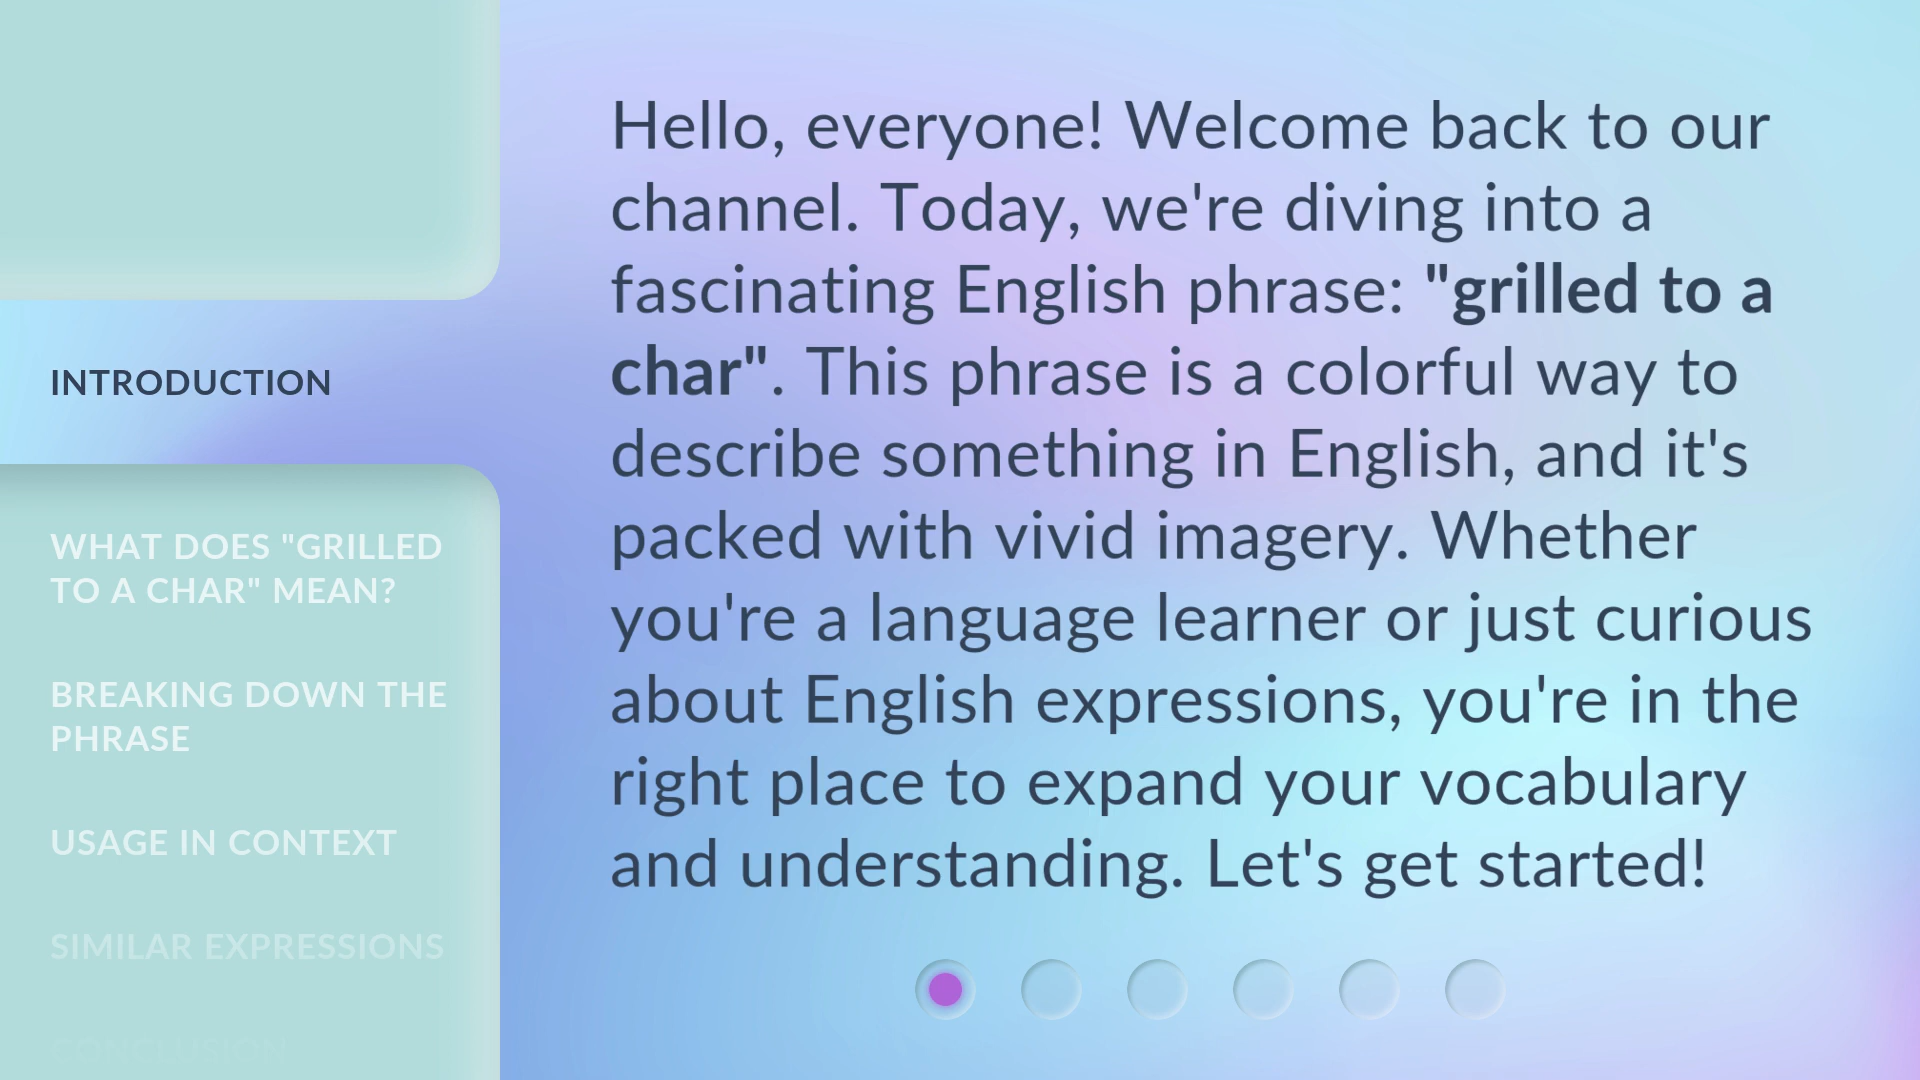 INTRODUCTION
WHAT DOES "GRILLED
TO A CHAR" MEAN?
BREAKING DOWN THE
PHRASE
USAGE IN CONTEXT
SIMILAR EXPRESSIONS
CONCLUSION
Hello, everyone! Welcome back to our
channel. Today, we're diving into a
fascinating English phrase: "grilled to a
char". This phrase is a colorful way to
describe something in English, and it's
packed with vivid imagery. Whether
you're a language learner or just curious
about English expressions, you're in the
right place to expand your vocabulary
and understanding. Let's get started!